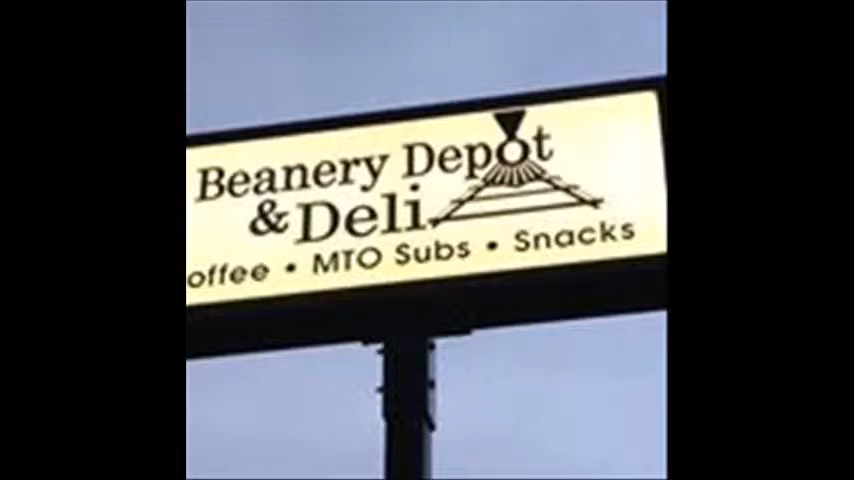 Beanery Depot
& Deli
offee • MTO Subs • Snacks